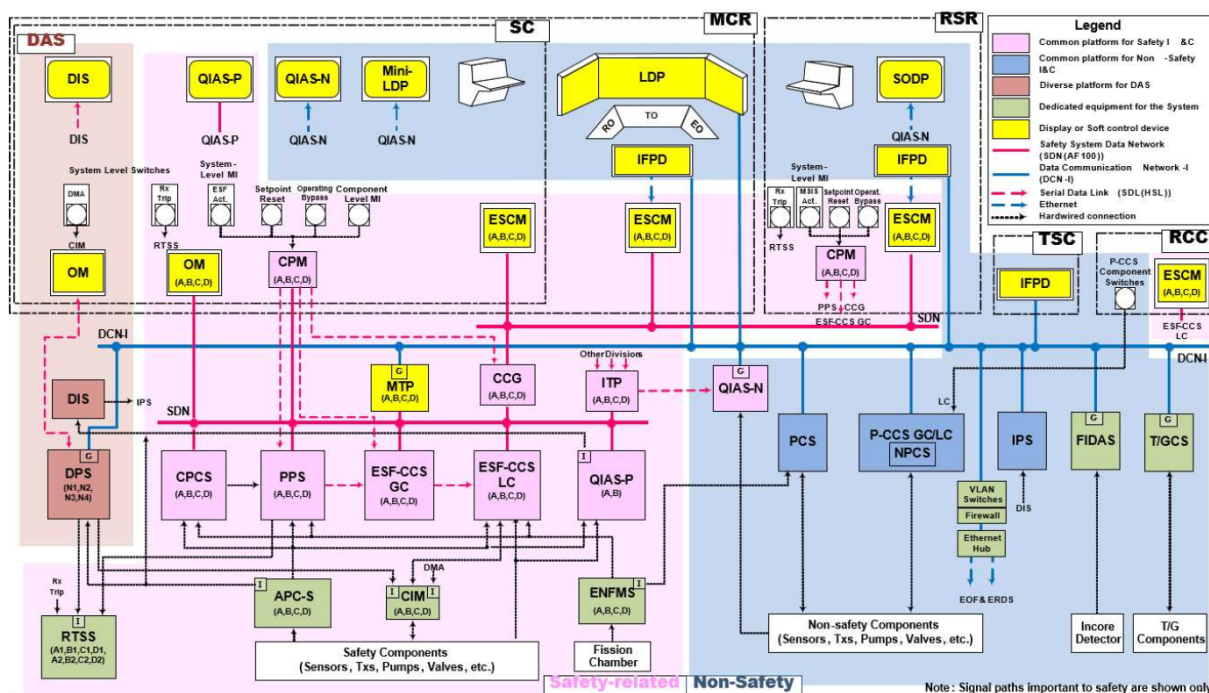 DAS
SC
MCR
RSR
Legend
Common platform for Safety I &C
Common platform for Non -Safety
I&C
Diverse platform for DAS
Dedicated equipment for the System
Display or Soft control device
Safety System Data Network
(SDN(AF100))
Data Communication Network -I
(DCN-I)
Serial Data Link (SDL(HSL))
Ethernet
Hardwired connection
DIS
QIAS-P
QIAS-N
Mini-
LDP
LDP
SODP
RO
TO
EO
DIS
QIAS-P
QIAS-N
QIAS-N
QIAS-N
IFPD
IFPD
System Level Switches
System-
Level MI
DMA
Rx
Trip
ESF
Act.
Setpoint
Reset
Operating
Bypass
Component
Level MI
CIM
RTSS
OM
OM
(A,B,C,D)
CPM
(A,B,C,D)
ESCM
(A,B,C,D)
ESCM
(A,B,C,D)
System-
Level MI
Rx
Trip
MSIS
Act.
Setpoint
Reset
Operat.
Bypass
RTSS
CPM
(A,B,C,D)
PPS CCG
ESF-CCS GC
ESCM
(A,B,C,D)
TSC
IFPD
RCC
P-CCS
Component
Switches
ESCM
(A,B,C,D)
ESF-CCS
LC
SDN
DCN-I
DCN-I
DIS
IPS
G
MTP
(A,B,C,D)
CCG
(A,B,C,D)
Other Divisions
ITP
(A,B,C,D)
G
QIAS-N
SDN
LC
G
DPS
(N1,N2,
N3,N4)
CPCS
(A,B,C,D)
PPS
(A,B,C,D)
ESF-CCS
GC
(A,B,C,D)
ESF-CCS
LC
(A,B,C,D)
I
QIAS-P
(A,B)
PCS
P-CCS GC/LC
NPCS
IPS
G
FIDAS
G
T/GCS
VLAN
Switches
Firewall
Ethernet
Hub
DIS
EOF & ERDS
Rx
Trip
I
RTSS
(A1,B1,C1,D1,
A2,B2,C2,D2)
I
APC-S
(A,B,C,D)
DMA
I
I
CIM
(A,B,C,D)
I
ENFMS
(A,B,C,D)
Safety Components
(Sensors, Txs, Pumps, Valves, etc.)
Fission
Chamber
Non-safety Components
(Sensors, Txs, Pumps, Valves, etc.)
Incore
Detector
T/G
Components
Safety-related
Non-Safety
Note : Signal paths important to safety are shown only